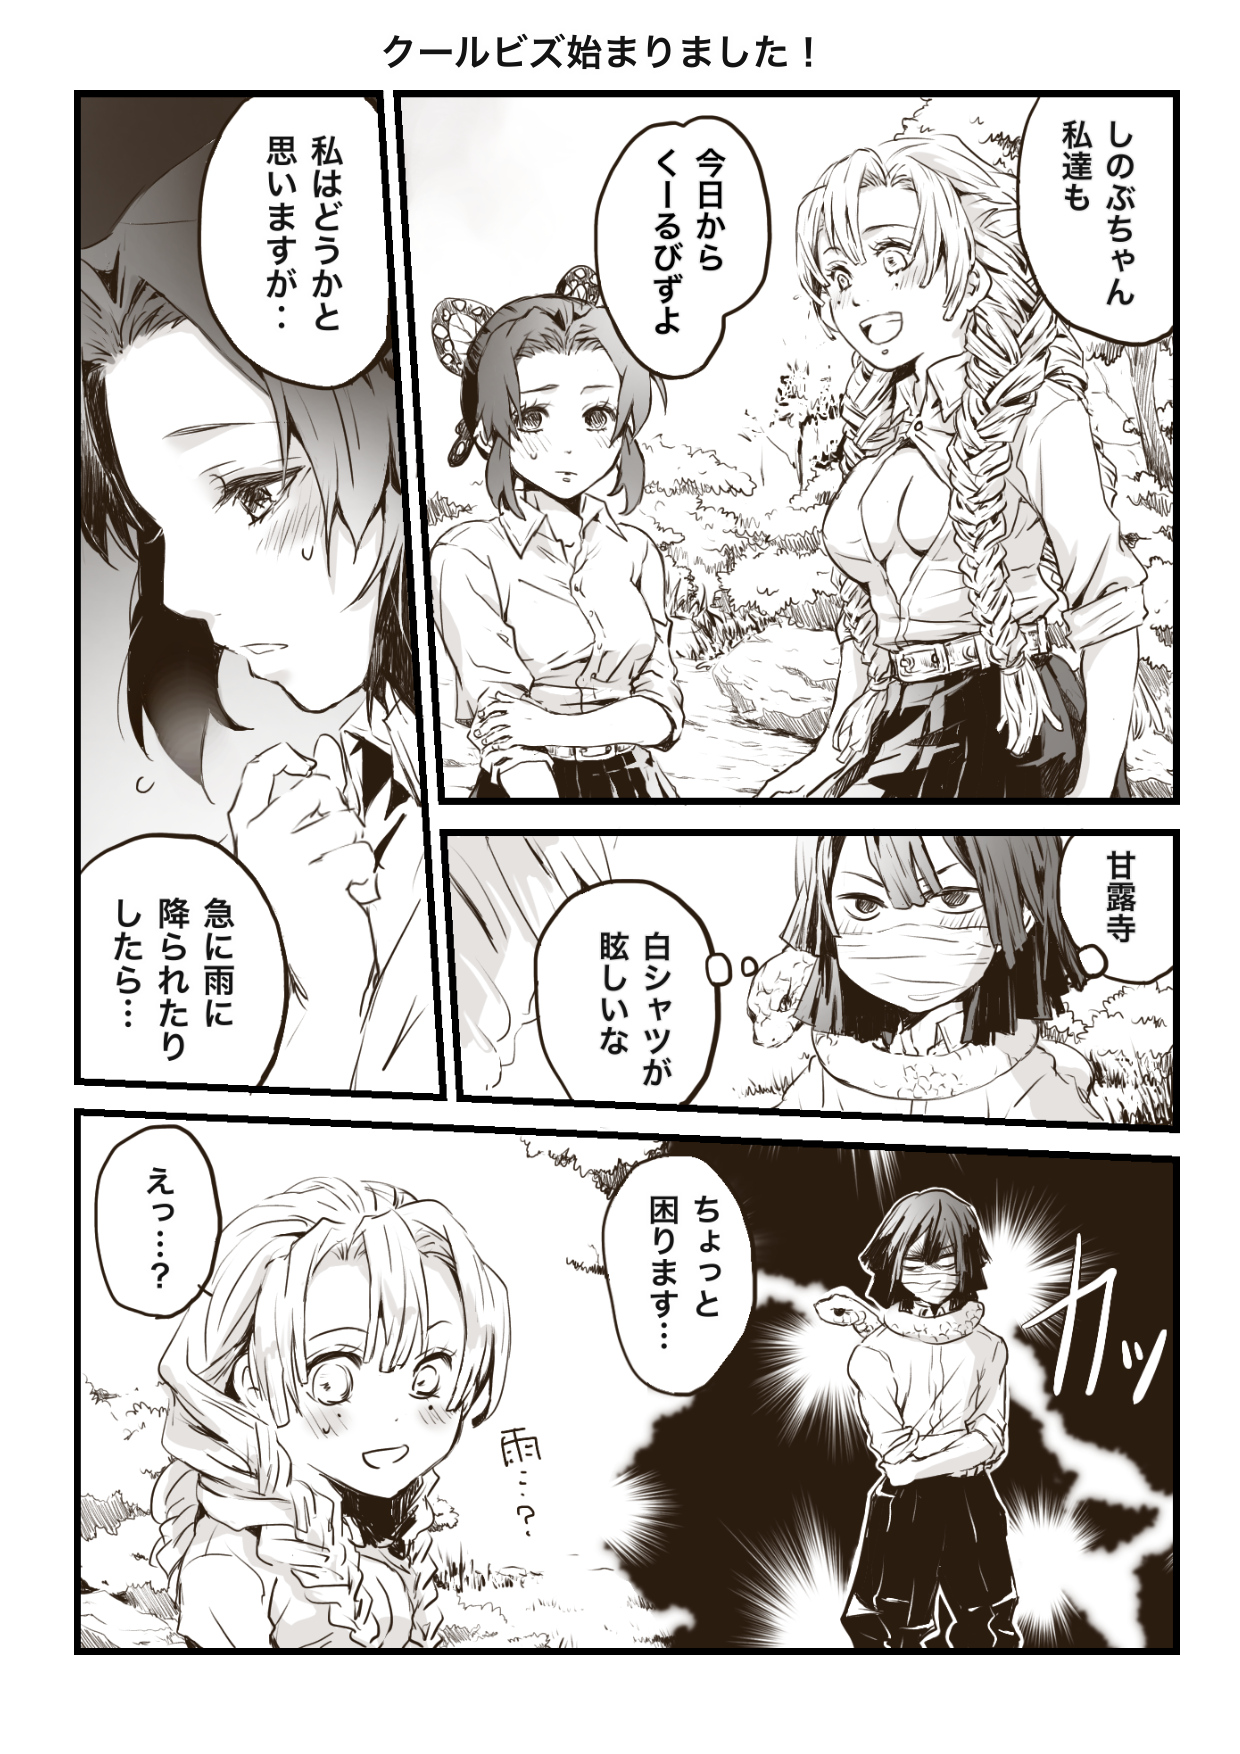 クールビズ始まりました！
しのぶちゃん
私達も
今日から
くーるびずよ
私はどうかと
思いますが‥
急に雨に
降られたり
したら…
甘露寺
白シャツが
眩しいな
カッ
ちょっと
困ります…
雨…?
えっ…?